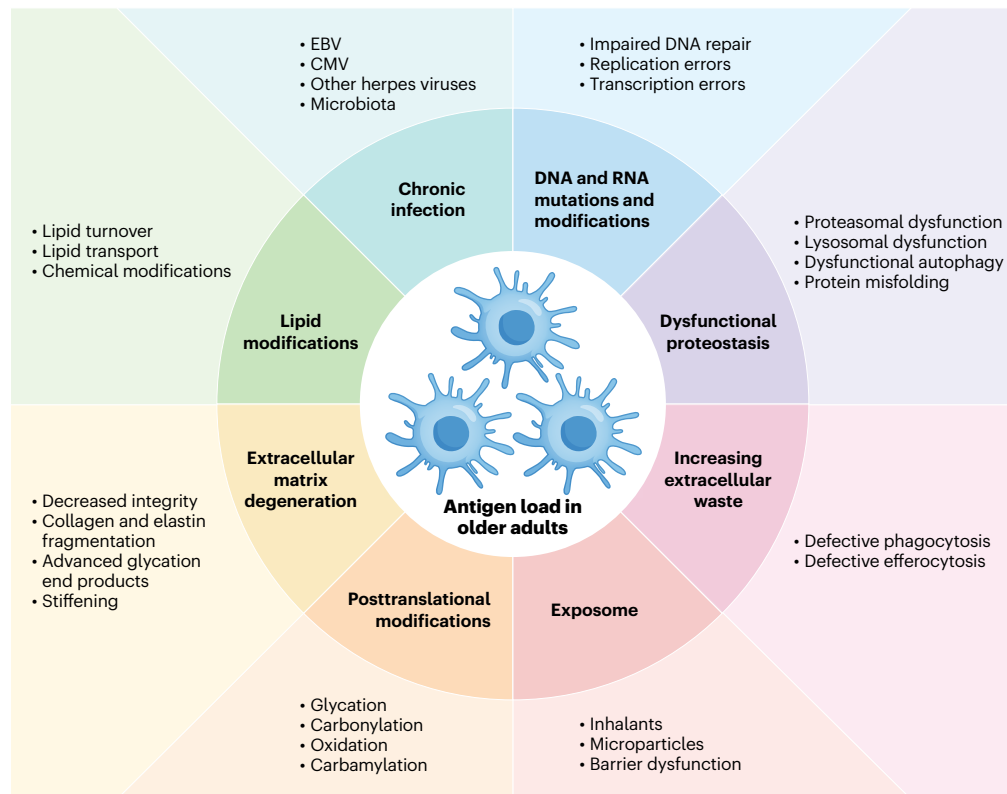 • EBV
• CMV
• Other herpes viruses
• Microbiota
• Impaired DNA repair
• Replication errors
• Transcription errors
Chronic
infection
DNA and RNA
mutations and
modifications
• Lipid turnover
• Lipid transport
• Chemical modifications
Lipid
modifications
Dysfunctional
proteostasis
• Proteasomal dysfunction
• Lysosomal dysfunction
• Dysfunctional autophagy
• Protein misfolding
Extracellular
matrix
degeneration
• Decreased integrity
• Collagen and elastin
fragmentation
• Advanced glycation
end products
• Stiffening
Antigen load in
older adults
Increasing
extracellular
waste
• Defective phagocytosis
• Defective efferocytosis
Posttranslational
modifications
Exposome
• Glycation
• Carbonylation
• Oxidation
• Carbamylation
• Inhalants
• Microparticles
• Barrier dysfunction